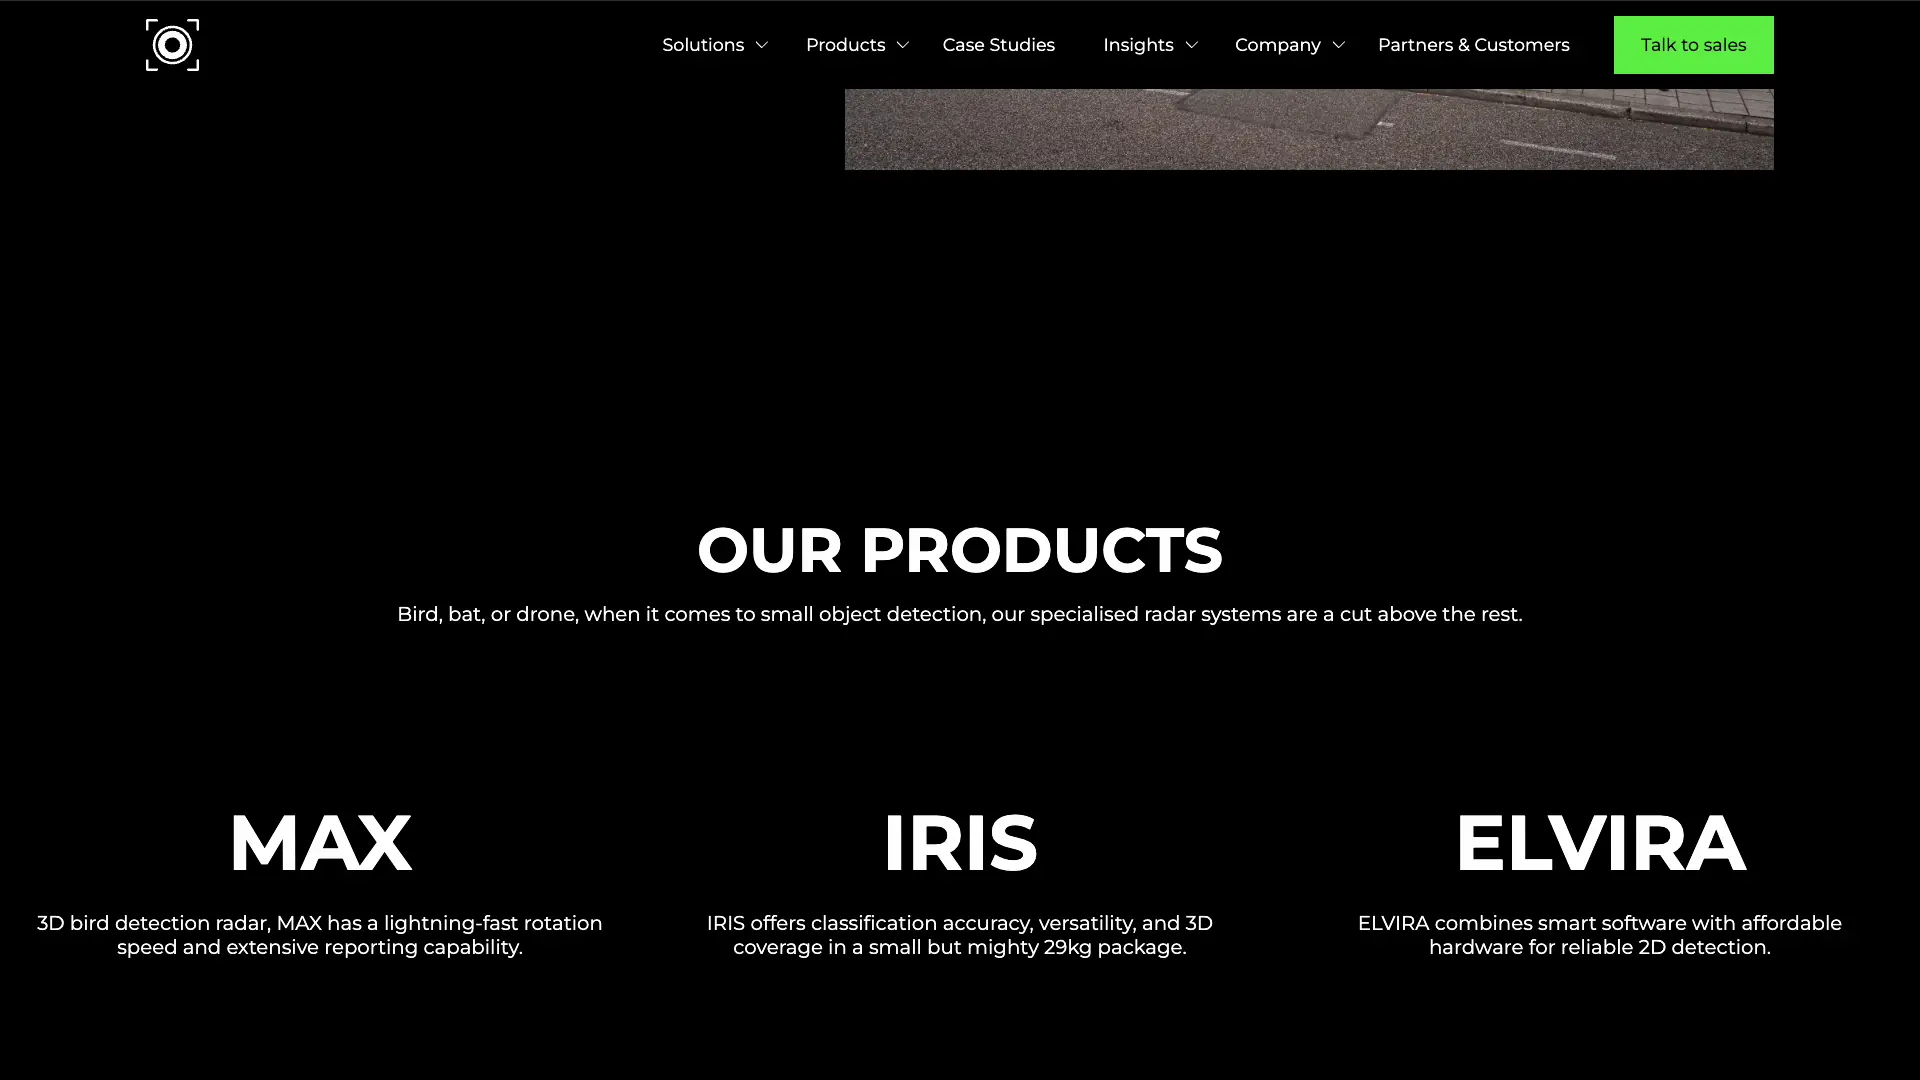 Solutions
Products
Case Studies
Insights
Company
Partners & Customers
Talk to sales
OUR PRODUCTS
Bird, bat, or drone, when it comes to small object detection, our specialised radar systems are a cut above the rest.
MAX
3D bird detection radar, MAX has a lightning-fast rotation
speed and extensive reporting capability.
IRIS
IRIS offers classification accuracy, versatility, and 3D
coverage in a small but mighty 29kg package.
ELVIRA
ELVIRA combines smart software with affordable
hardware for reliable 2D detection.